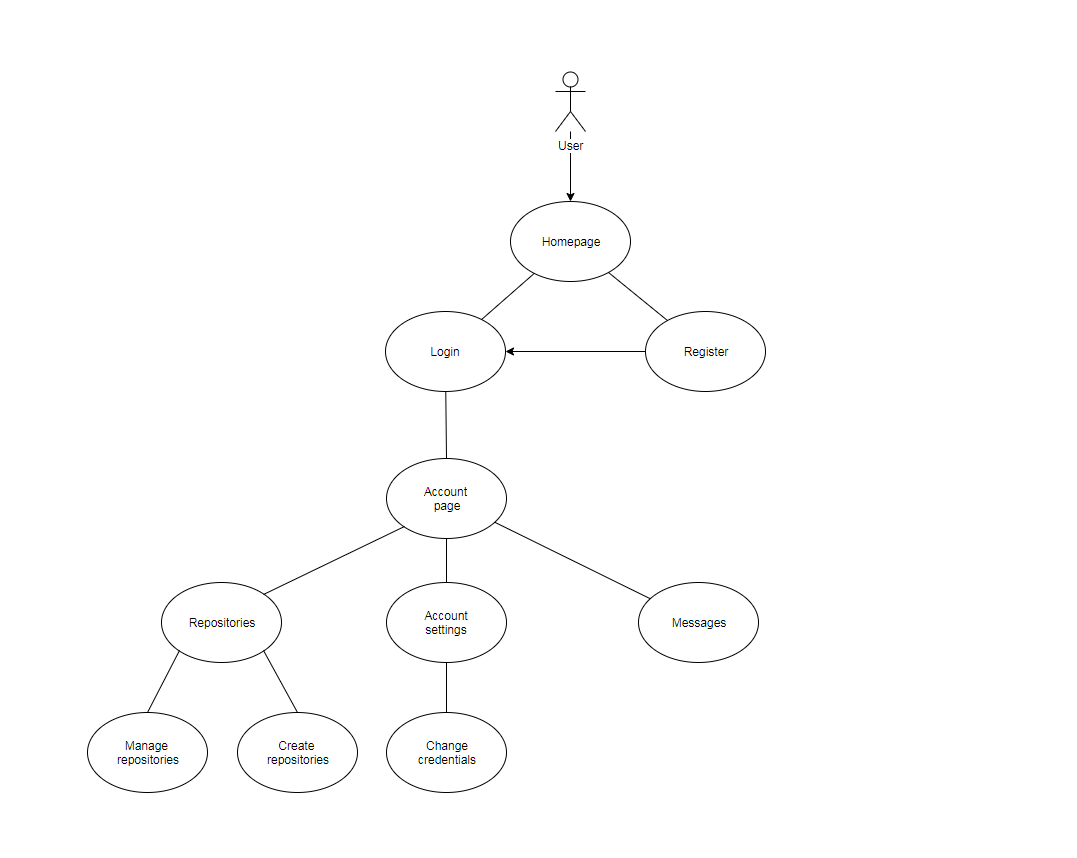 User
Homepage
Login
Register
Account
page
Repositories
Account
settings
Messages
Manage
repositories
Create
repositories
Change
credentials